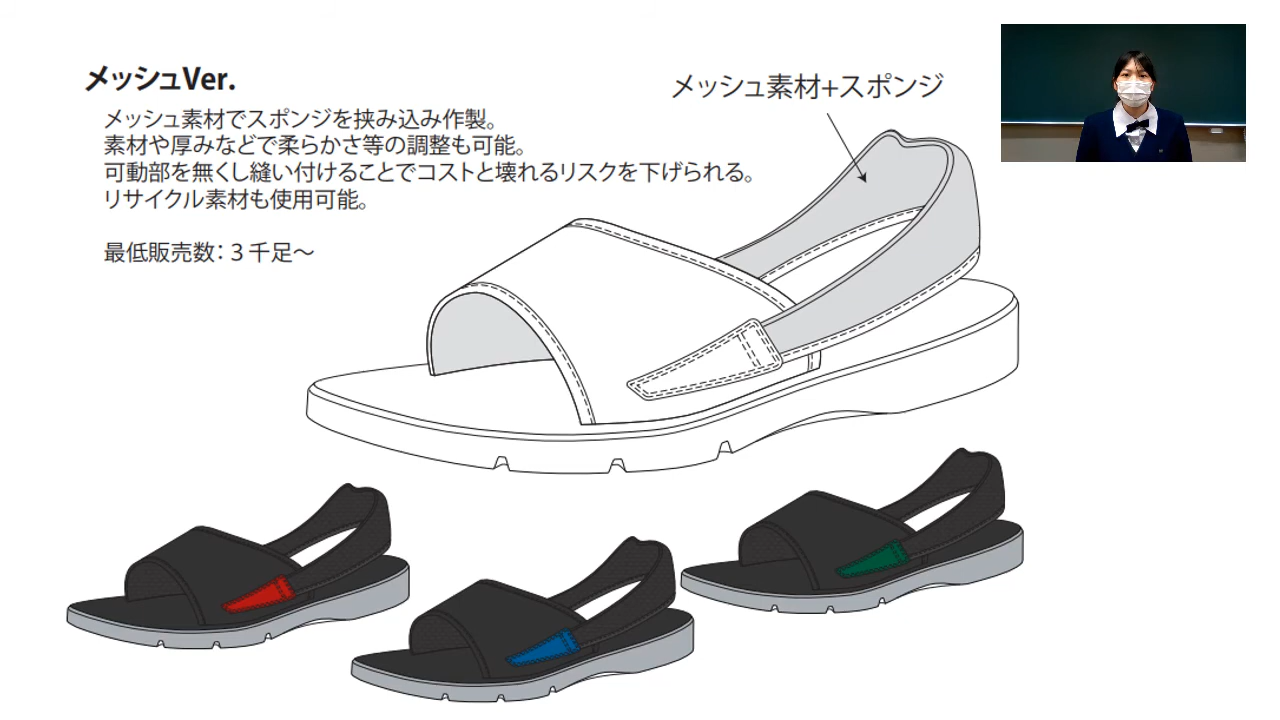 メッシュVer.
メッシュ素材+スポンジ
メッシュ素材でスポンジを挟み込み作製。
素材や厚みなどで柔らかさ等の調整も可能。
可動部を無くし縫い付けることでコストと壊れるリスクを下げられる。
リサイクル素材も使用可能。
最低販売数：３千足～